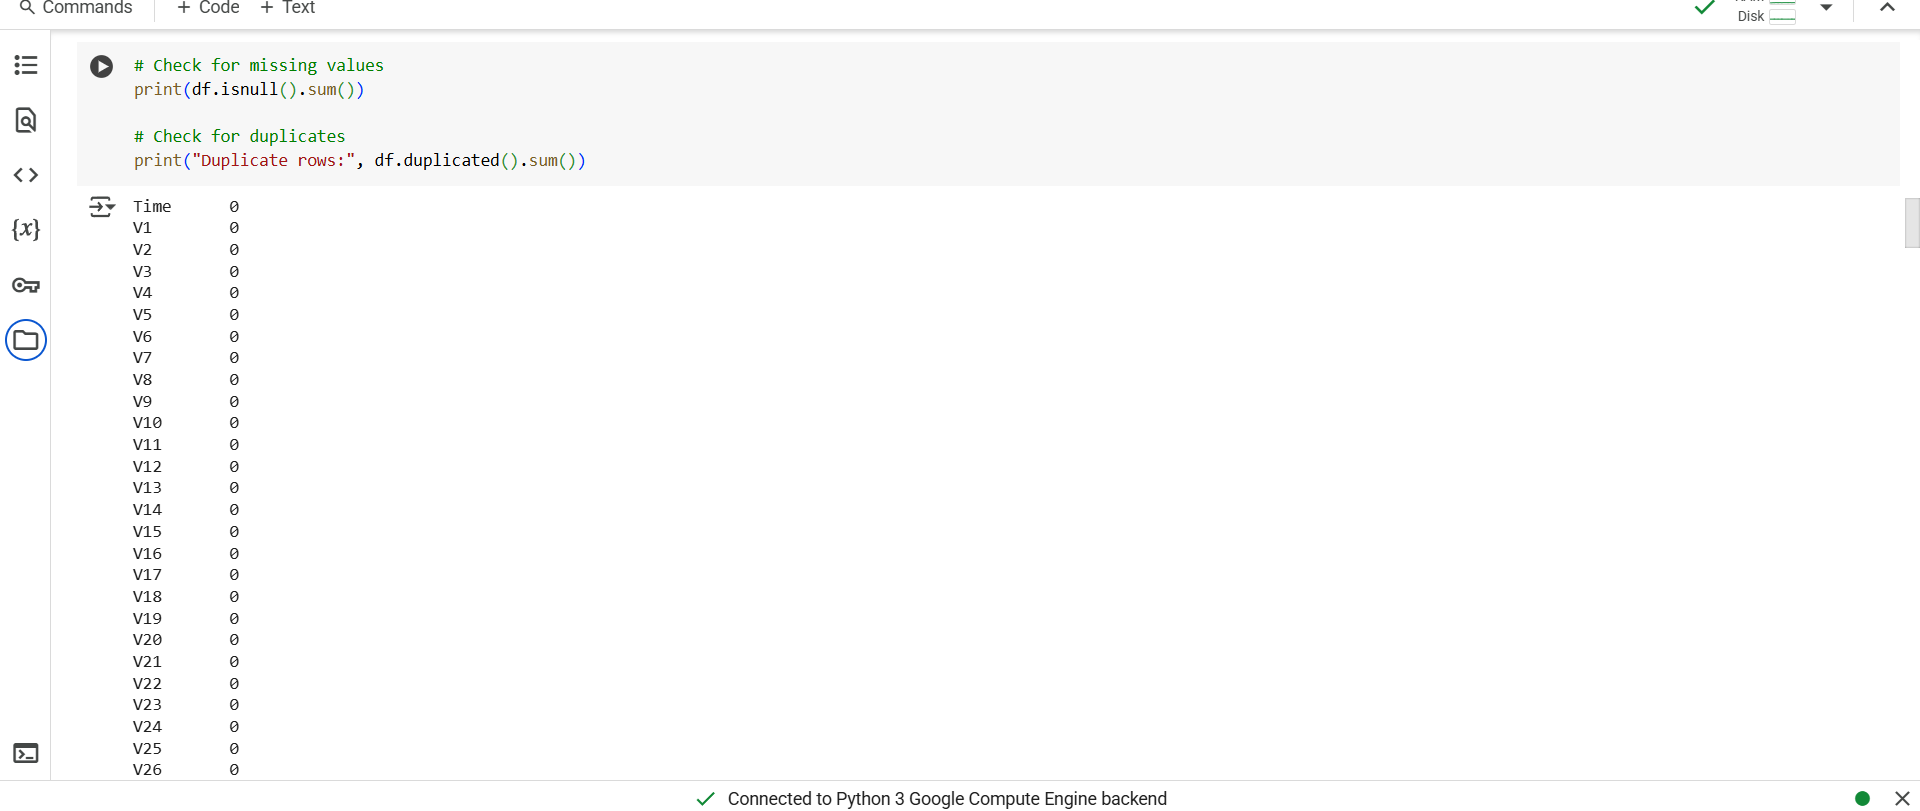 Commands + Code + Text
Disk
# Check for missing values
print(df.isnull().sum())
# Check for duplicates
print("Duplicate rows:", df.duplicated().sum())
Time 0
V1 0
V2 0
V3 0
V4 0
V5 0
V6 0
V7 0
V8 0
V9 0
V10 0
V11 0
V12 0
V13 0
V14 0
V15 0
V16 0
V17 0
V18 0
V19 0
V20 0
V21 0
V22 0
V23 0
V24 0
V25 0
V26 0
Connected to Python 3 Google Compute Engine backend